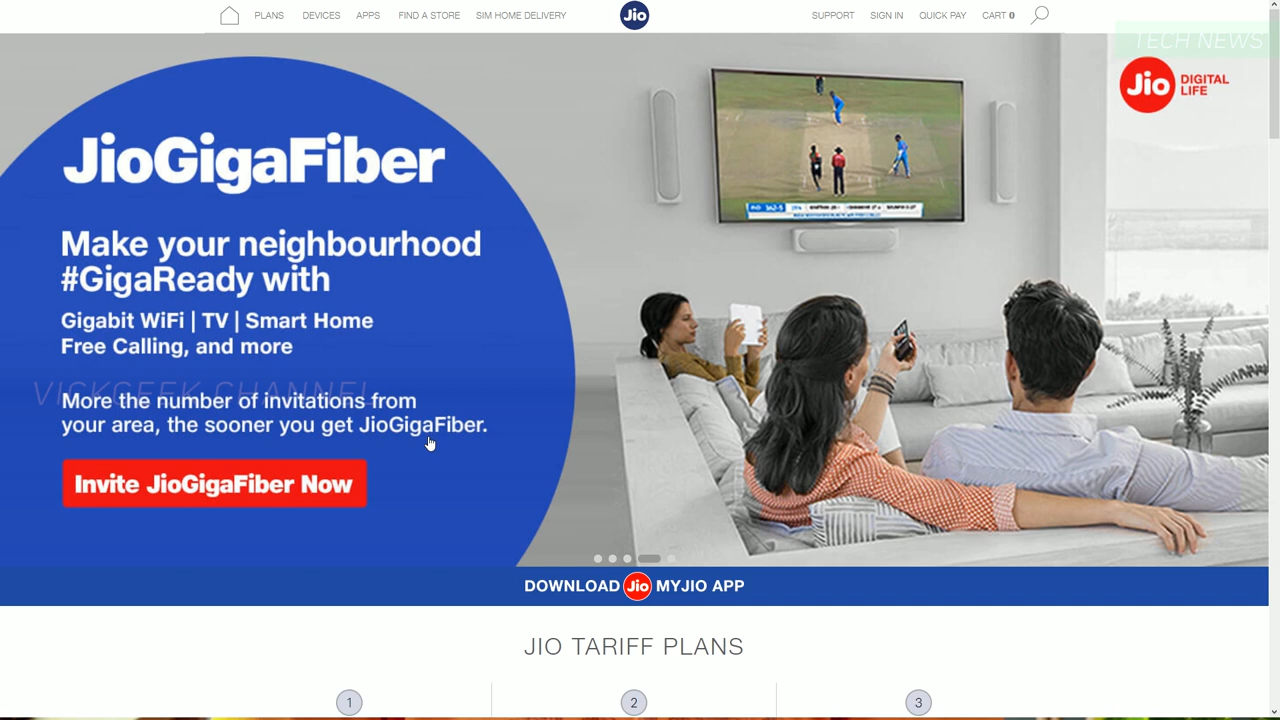 PLANS DEVICES APPS FIND A STORE SIM HOME DELIVERY Jio SUPPORT SIGN IN QUICK PAY CART 0
TECH NEWS
Jio DIGITAL
LIFE
JioGigaFiber
Make your neighbourhood
#GigaReady with
Gigabit WiFi | TV | Smart Home
Free Calling, and more
VICKGEEK CHANNEL
More the number of invitations from
your area, the sooner you get JioGigaFiber.
Invite JioGigaFiber Now
DOWNLOAD Jio MYJIO APP
JIO TARIFF PLANS
1 2 3